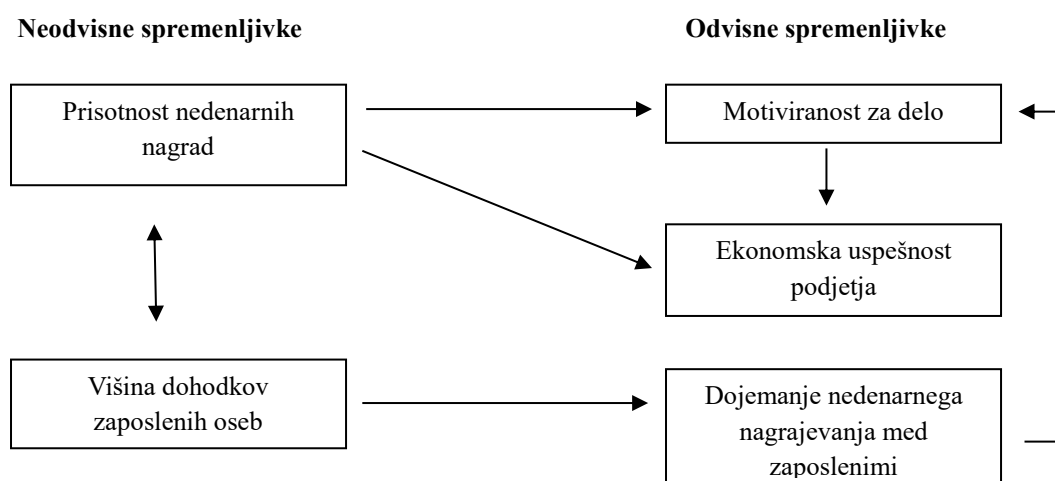 Neodvisne spremenljivke
Odvisne spremenljivke
Prisotnost nedenarnih
nagrad
Motiviranost za delo
Ekonomska uspešnost
podjetja
Višina dohodkov
zaposlenih oseb
Dojemanje nedenarnega
nagrajevanja med
zaposlenimi